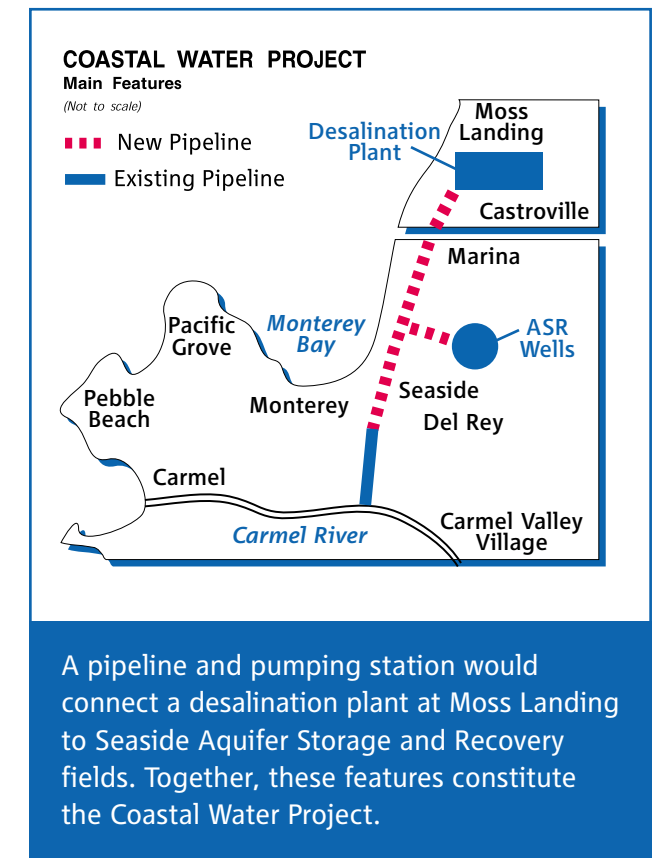 COASTAL WATER PROJECT
Main Features
(Not to scale)
New Pipeline
Existing Pipeline
Desalination
Plant
Moss
Landing
Castroville
Marina
Pacific
Grove
Monterey
Bay
ASR
Wells
Pebble
Beach
Monterey
Seaside
Del Rey
Carmel
Carmel River
Carmel Valley
Village
A pipeline and pumping station would
connect a desalination plant at Moss Landing
to Seaside Aquifer Storage and Recovery
fields. Together, these features constitute
the Coastal Water Project.